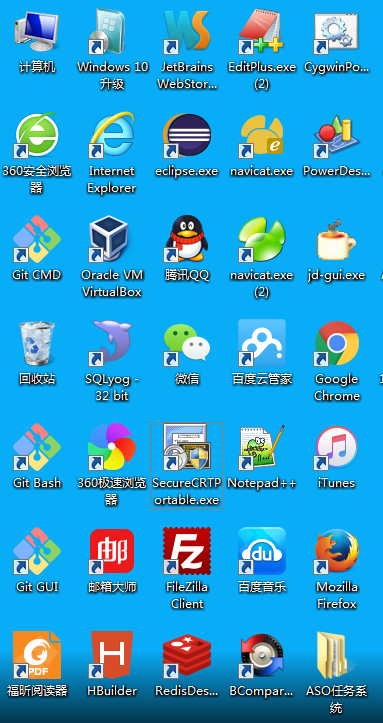 计算机
Windows 10
升级
JetBrains
WebStor...
EditPlus.exe
(2)
CygwinPo...
360安全浏览
器
Internet
Explorer
eclipse.exe
navicat.exe
PowerDes...
Git CMD
Oracle VM
VirtualBox
腾讯QQ
navicat.exe
(2)
jd-gui.exe
回收站
SQLyog -
32 bit
微信
百度云管家
Google
Chrome
Git Bash
360极速浏览
器
SecureCRTP
ortable.exe
Notepad++
iTunes
Git GUI
邮
邮箱大师
FZ
FileZilla
Client
du
百度音乐
Mozilla
Firefox
PDF
福昕阅读器
HBuilder
RedisDes...
BCompar...
ASO任务系
统